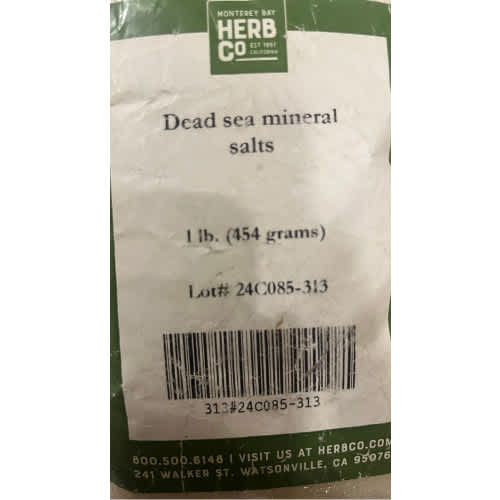 MONTEREY BAY
HERB
CO EST 1997
CALIFORNIA
Dead sea mineral
salts
1 lb. (454 grams)
Lot# 24C085-313
313#24C085-313
800.500.6148 | VISIT US AT HERBCO.COM
241 WALKER ST. WATSONVILLE, CA 95076